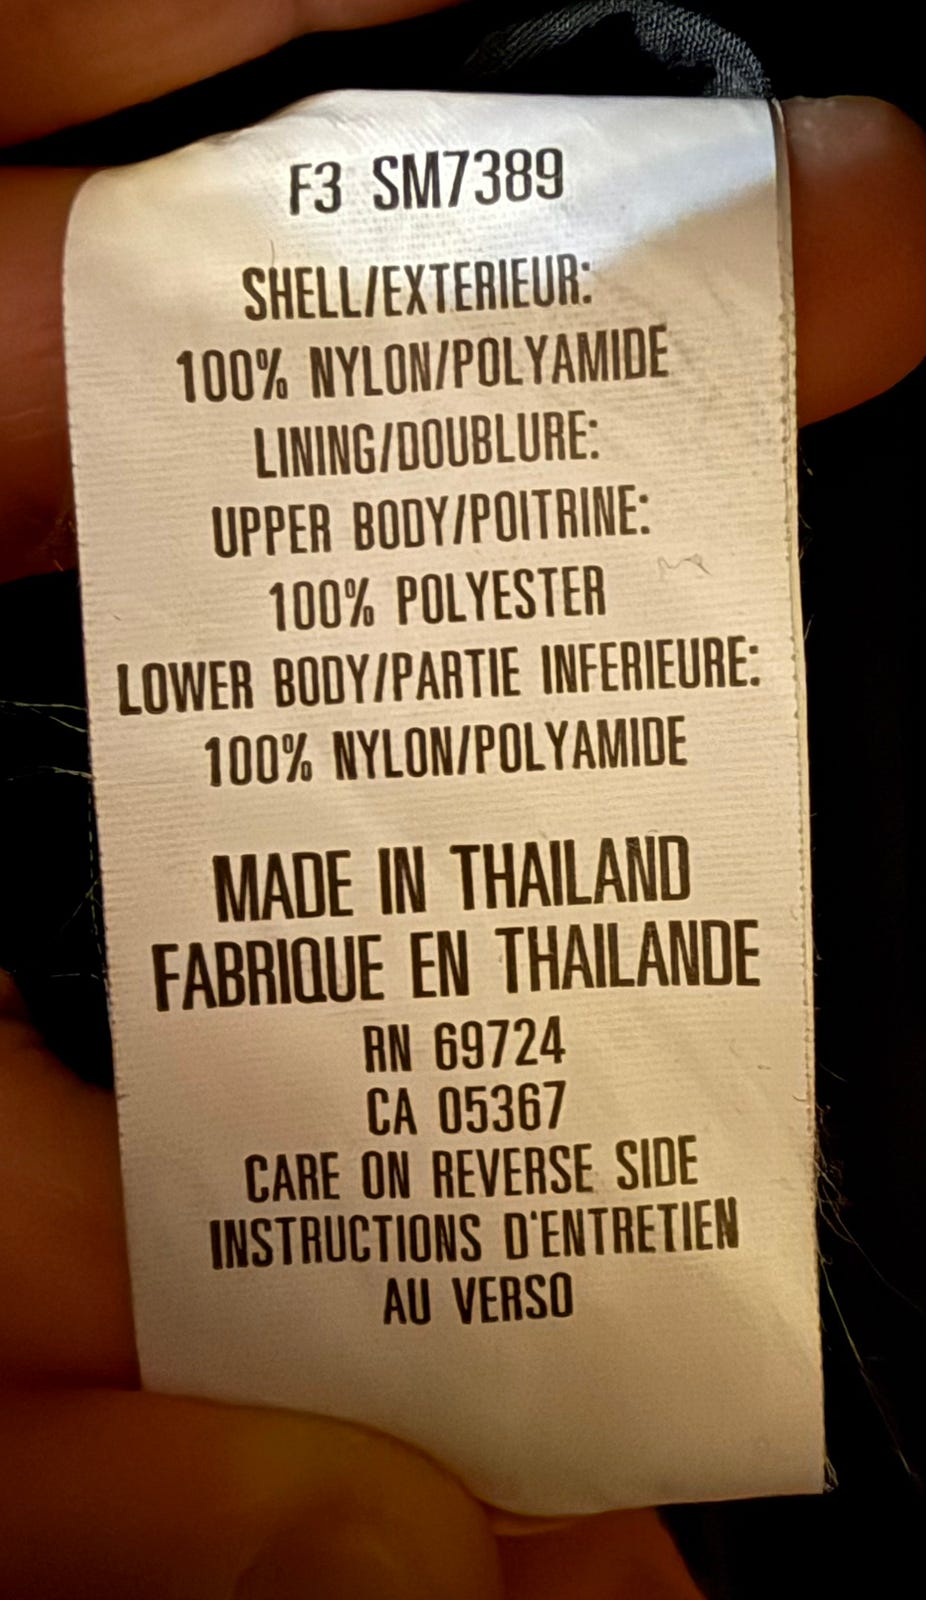 F3 SM7389
SHELL/EXTERIEUR:
100% NYLON/POLYAMIDE
LINING/DOUBLURE:
UPPER BODY/POITRINE:
100% POLYESTER
LOWER BODY/PARTIE INFERIEURE:
100% NYLON/POLYAMIDE
MADE IN THAILAND
FABRIQUE EN THAILANDE
RN 69724
CA 05367
CARE ON REVERSE SIDE
INSTRUCTIONS D'ENTRETIEN
AU VERSO